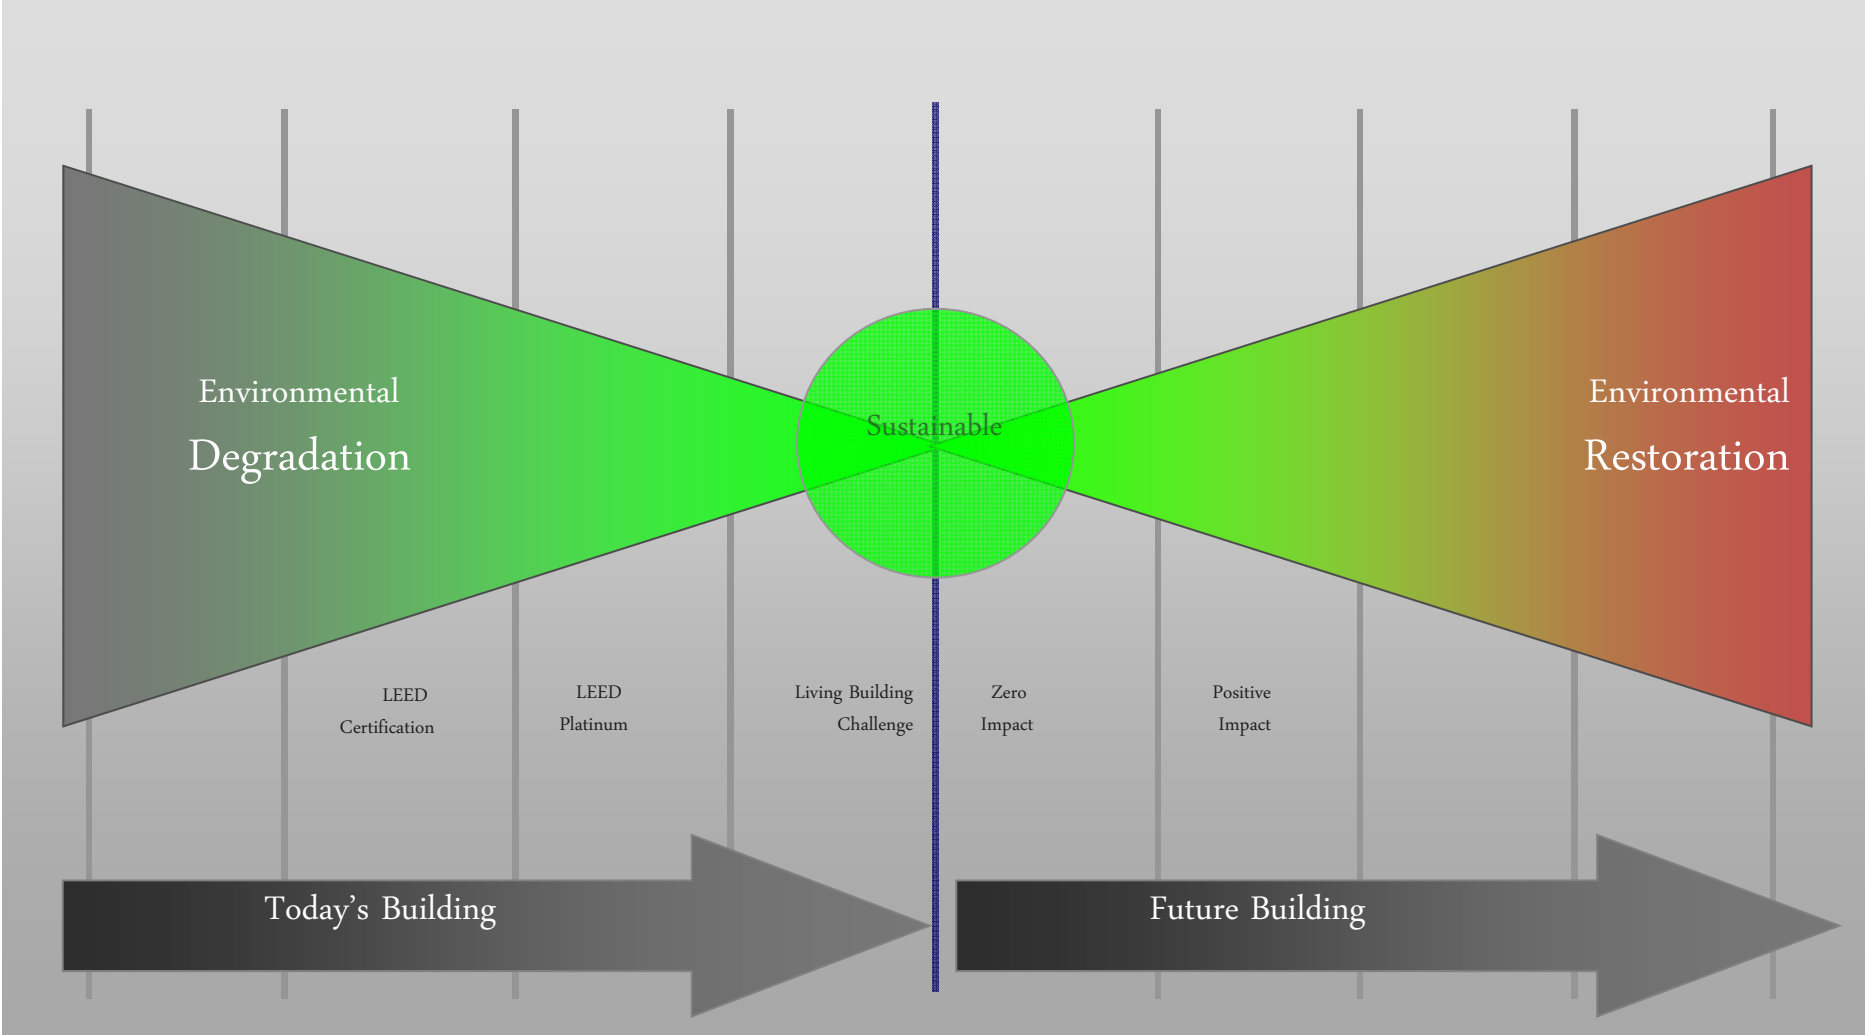 Environmental
Degradation
Sustainable
Environmental
Restoration
LEED
Certification
LEED
Platinum
Living Building
Challenge
Zero
Impact
Positive
Impact
Today’s Building
Future Building